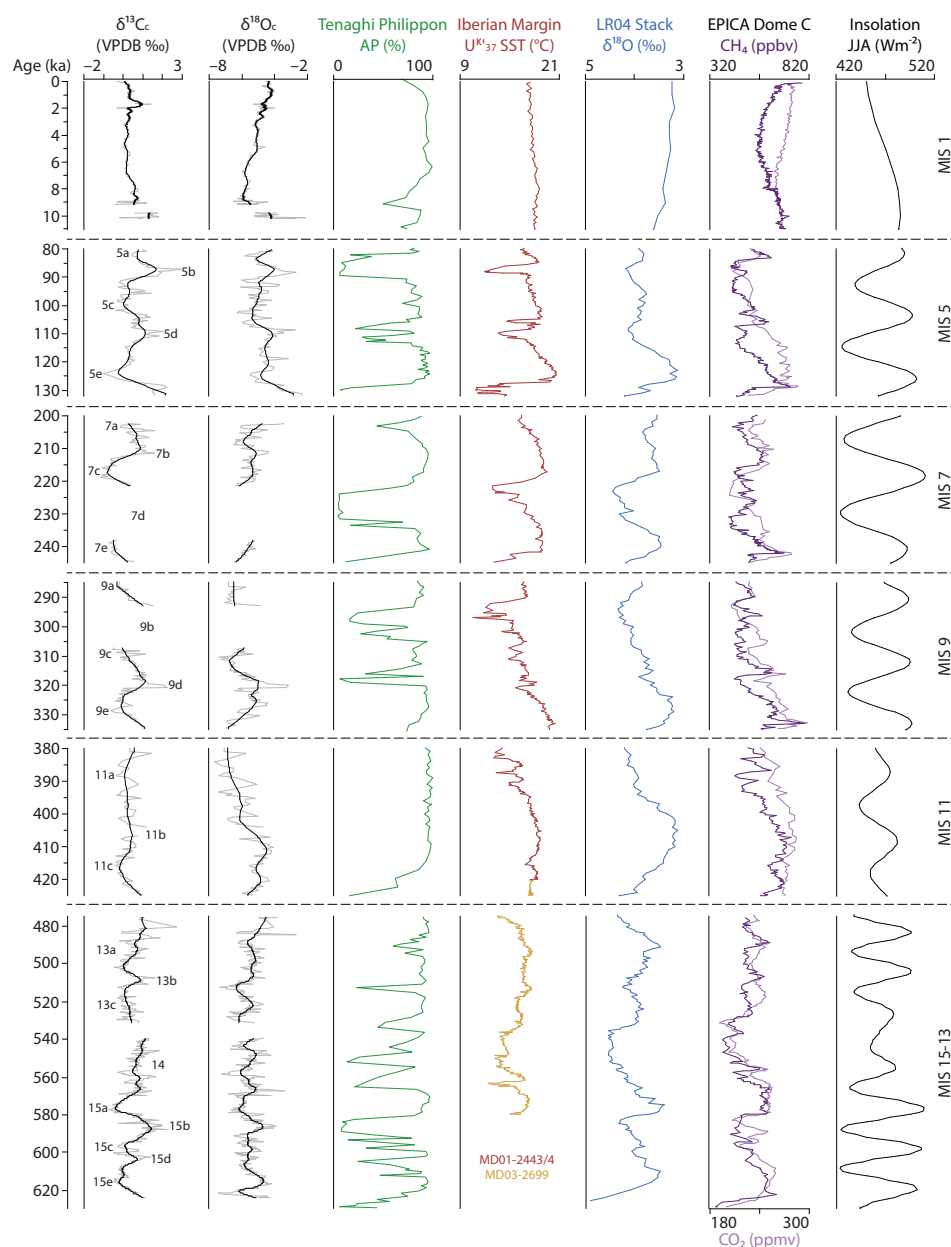 δ¹³Cc δ¹⁸Oc Tenaghi Philippon Iberian Margin LR04 Stack EPICA Dome C Insolation
(VPDB ‰) (VPDB ‰) AP (%) Uᴷ'₃₇ SST (°C) δ¹⁸O (‰) CH₄ (ppbv) JJA (Wm⁻²)
Age (ka) −2 3 −8 −2 0 100 9 21 5 3 320 820 420 520
0
2
4
6
8
10
MIS 1
80 5a
90 5b
100 5c
110 5d
120 5e
130
MIS 5
200 7a
210 7b
220 7c
230 7d
240 7e
MIS 7
9a
290
300 9b
310 9c
320 9d
330 9e
MIS 9
380
390 11a
400
410 11b
420 11c
MIS 11
480
500 13a
13b
520 13c
540
560 14
580 15a
15b
600 15c
15d
620 15e
MD01-2443/4
MD03-2699
MIS 15-13
180 300
CO₂ (ppmv)